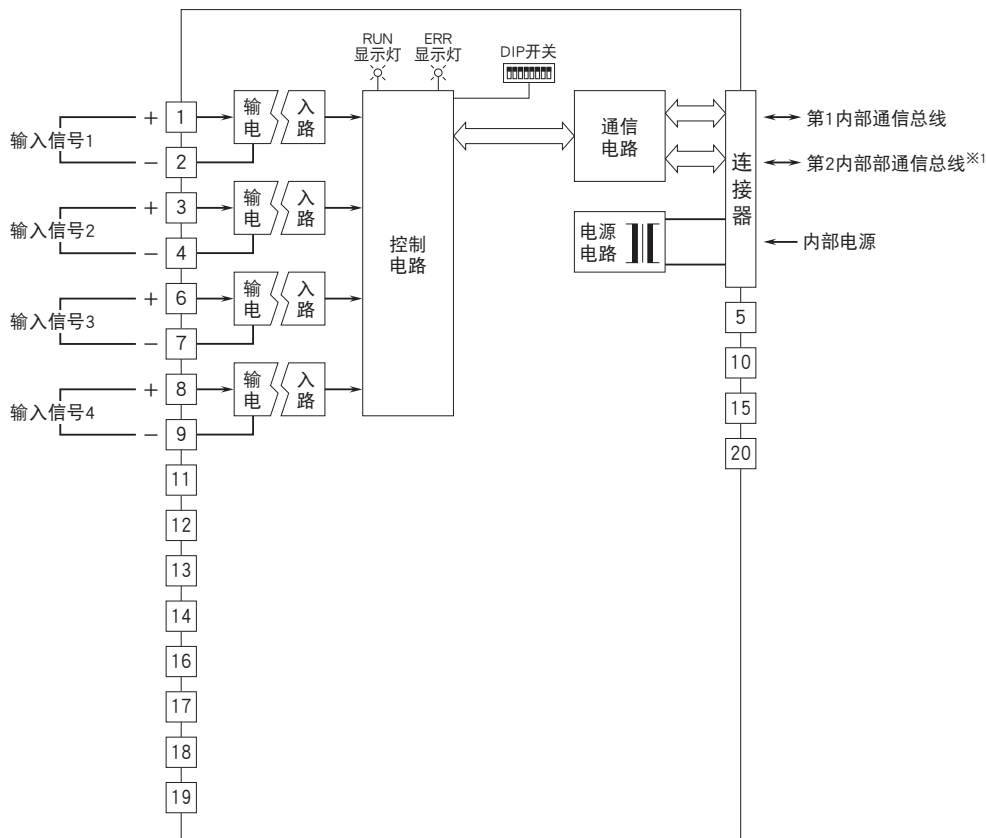 RUN
显示灯
ERR
显示灯
DIP开关
输入信号1
+
1
−
2
输 入
电 路
输入信号2
+
3
−
4
输 入
电 路
输入信号3
+
6
−
7
输 入
电 路
输入信号4
+
8
−
9
输 入
电 路
11
12
13
14
16
17
18
19
控制
电路
通信
电路
电源
电路
连
接
器
第1内部通信总线
第2内部部通信总线※1
内部电源
5
10
15
20